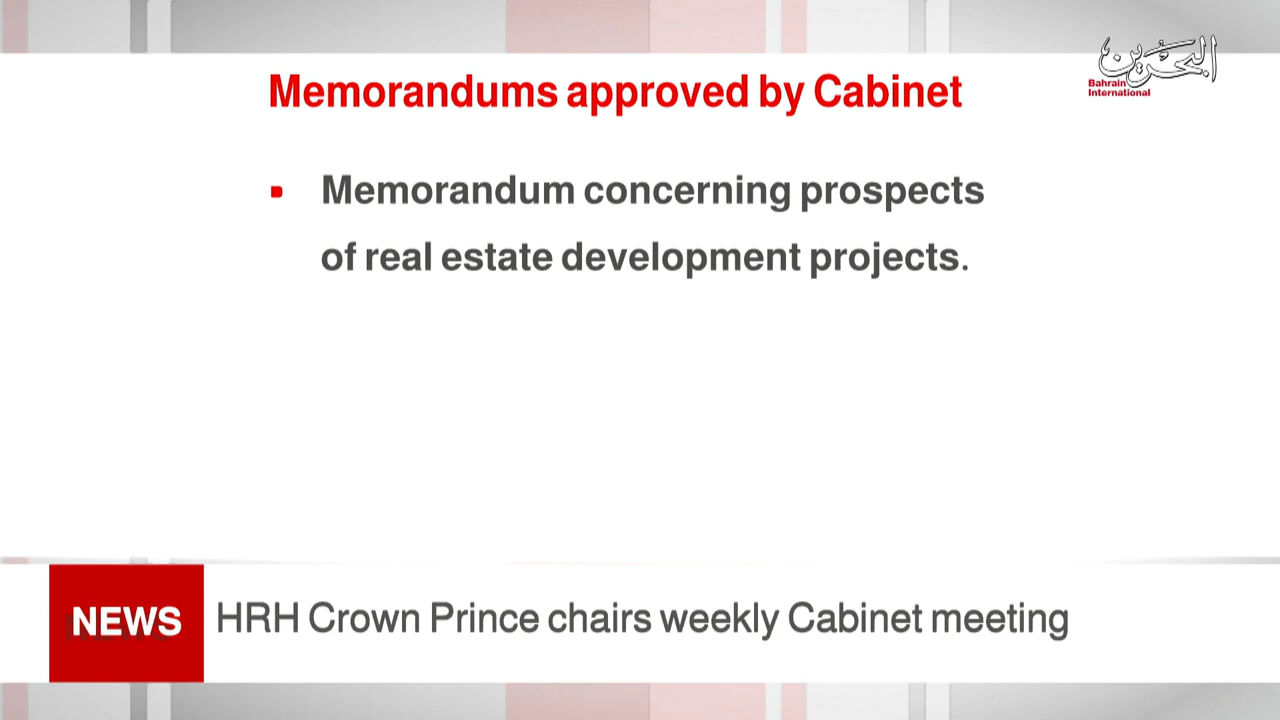 البحرين
Bahrain
International
Memorandums approved by Cabinet
Memorandum concerning prospects
of real estate development projects.
NEWS
HRH Crown Prince chairs weekly Cabinet meeting